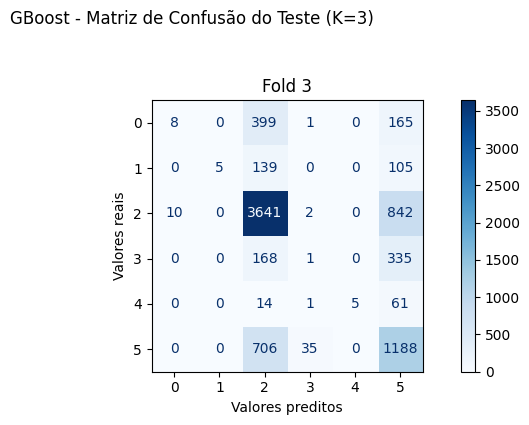 GBoost - Matriz de Confusão do Teste (K=3)
Fold 3
Valores reais
0 8 0 399 1 0 165
1 0 5 139 0 0 105
2 10 0 3641 2 0 842
3 0 0 168 1 0 335
4 0 0 14 1 5 61
5 0 0 706 35 0 1188
0 1 2 3 4 5
Valores preditos
3500
3000
2500
2000
1500
1000
500
0